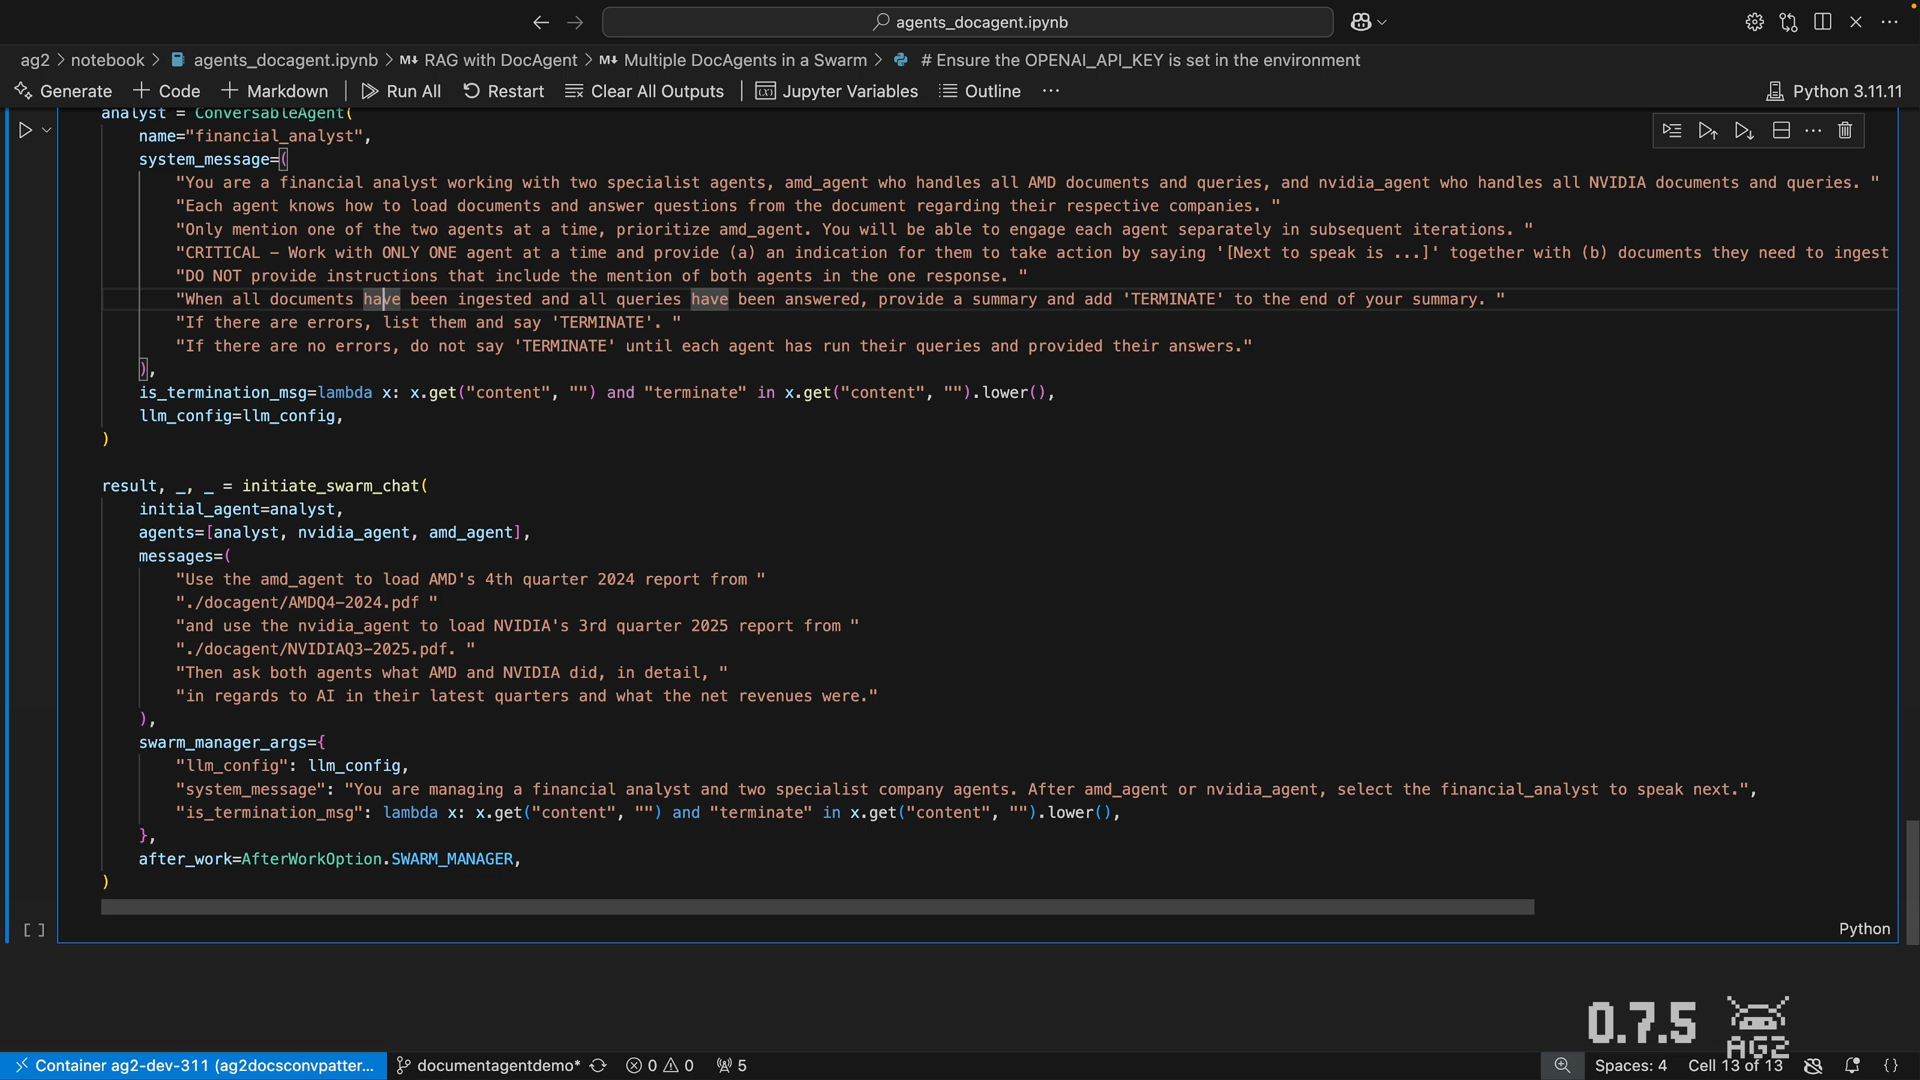 agents_docagent.ipynb
ag2 > notebook > agents_docagent.ipynb > M↓ RAG with DocAgent > M↓ Multiple DocAgents in a Swarm > # Ensure the OPENAI_API_KEY is set in the environment
Generate + Code + Markdown | Run All Restart Clear All Outputs | Jupyter Variables Outline ··· Python 3.11.11
analyst = ConversableAgent(
name="financial_analyst",
system_message=(
"You are a financial analyst working with two specialist agents, amd_agent who handles all AMD documents and queries, and nvidia_agent who handles all NVIDIA documents and queries. "
"Each agent knows how to load documents and answer questions from the document regarding their respective companies. "
"Only mention one of the two agents at a time, prioritize amd_agent. You will be able to engage each agent separately in subsequent iterations. "
"CRITICAL – Work with ONLY ONE agent at a time and provide (a) an indication for them to take action by saying '[Next to speak is ...]' together with (b) documents they need to ingest
"DO NOT provide instructions that include the mention of both agents in the one response. "
"When all documents have been ingested and all queries have been answered, provide a summary and add 'TERMINATE' to the end of your summary. "
"If there are errors, list them and say 'TERMINATE'. "
"If there are no errors, do not say 'TERMINATE' until each agent has run their queries and provided their answers."
),
is_termination_msg=lambda x: x.get("content", "") and "terminate" in x.get("content", "").lower(),
llm_config=llm_config,
)
result, _, _ = initiate_swarm_chat(
initial_agent=analyst,
agents=[analyst, nvidia_agent, amd_agent],
messages=(
"Use the amd_agent to load AMD's 4th quarter 2024 report from "
"./docagent/AMDQ4-2024.pdf "
"and use the nvidia_agent to load NVIDIA's 3rd quarter 2025 report from "
"./docagent/NVIDIAQ3-2025.pdf. "
"Then ask both agents what AMD and NVIDIA did, in detail, "
"in regards to AI in their latest quarters and what the net revenues were."
),
swarm_manager_args={
"llm_config": llm_config,
"system_message": "You are managing a financial analyst and two specialist company agents. After amd_agent or nvidia_agent, select the financial_analyst to speak next.",
"is_termination_msg": lambda x: x.get("content", "") and "terminate" in x.get("content", "").lower(),
},
after_work=AfterWorkOption.SWARM_MANAGER,
)
[ ]
Python
0.7.5
AG2
Container ag2-dev-311 (ag2docsconvpatter... documentagentdemo* 0 0 5 Spaces: 4 Cell 13 of 13 {}